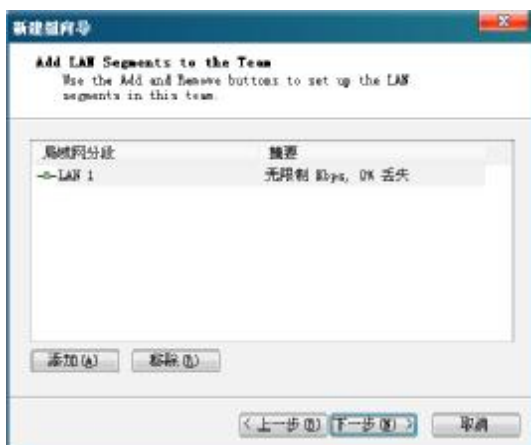 新建组向导
Add LAN Segments to the Team
Use the Add and Remove buttons to set up the LAN
segments in this team.
局域网分段 摘要
LAN 1 无限制 Kbps, 0% 丢失
添加(A) 移除(R)
< 上一步(B) 下一步(N) > 取消